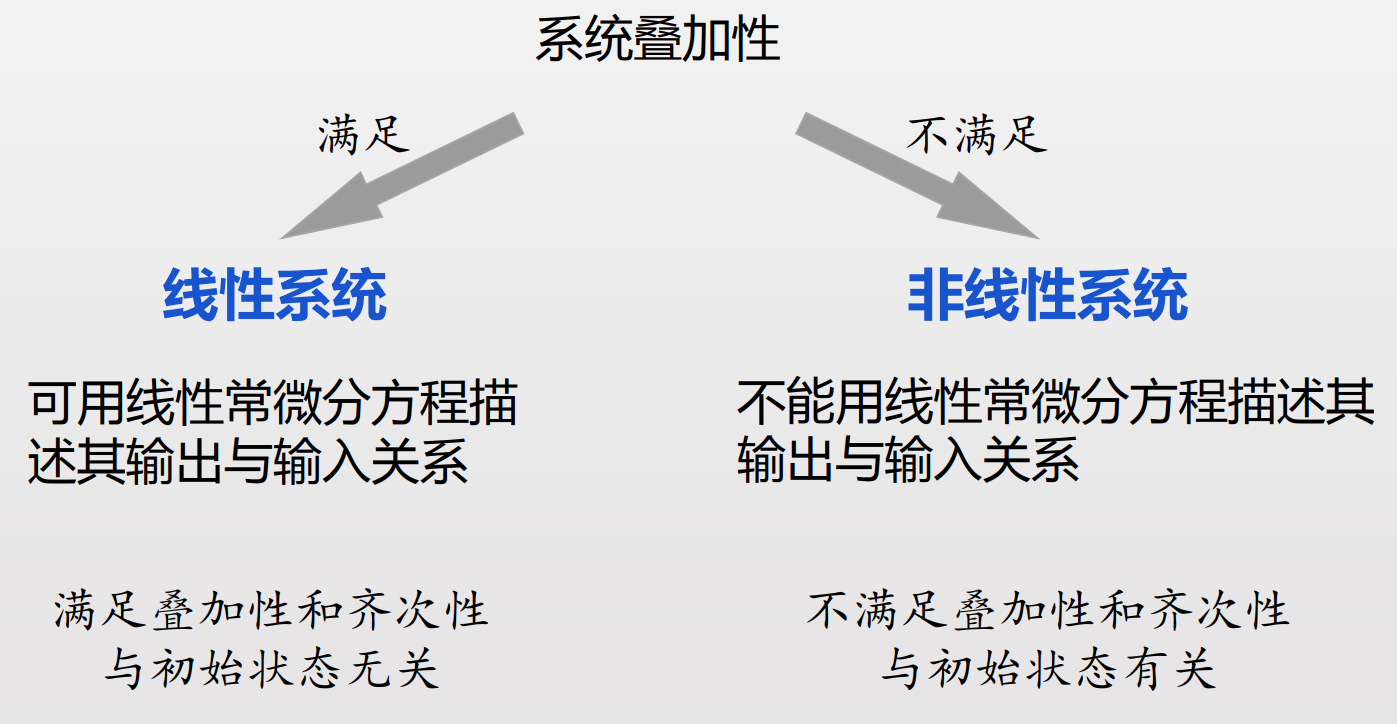 系统叠加性
满足
不满足
线性系统
非线性系统
可用线性常微分方程描
述其输出与输入关系
不能用线性常微分方程描述其
输出与输入关系
满足叠加性和齐次性
与初始状态无关
不满足叠加性和齐次性
与初始状态有关